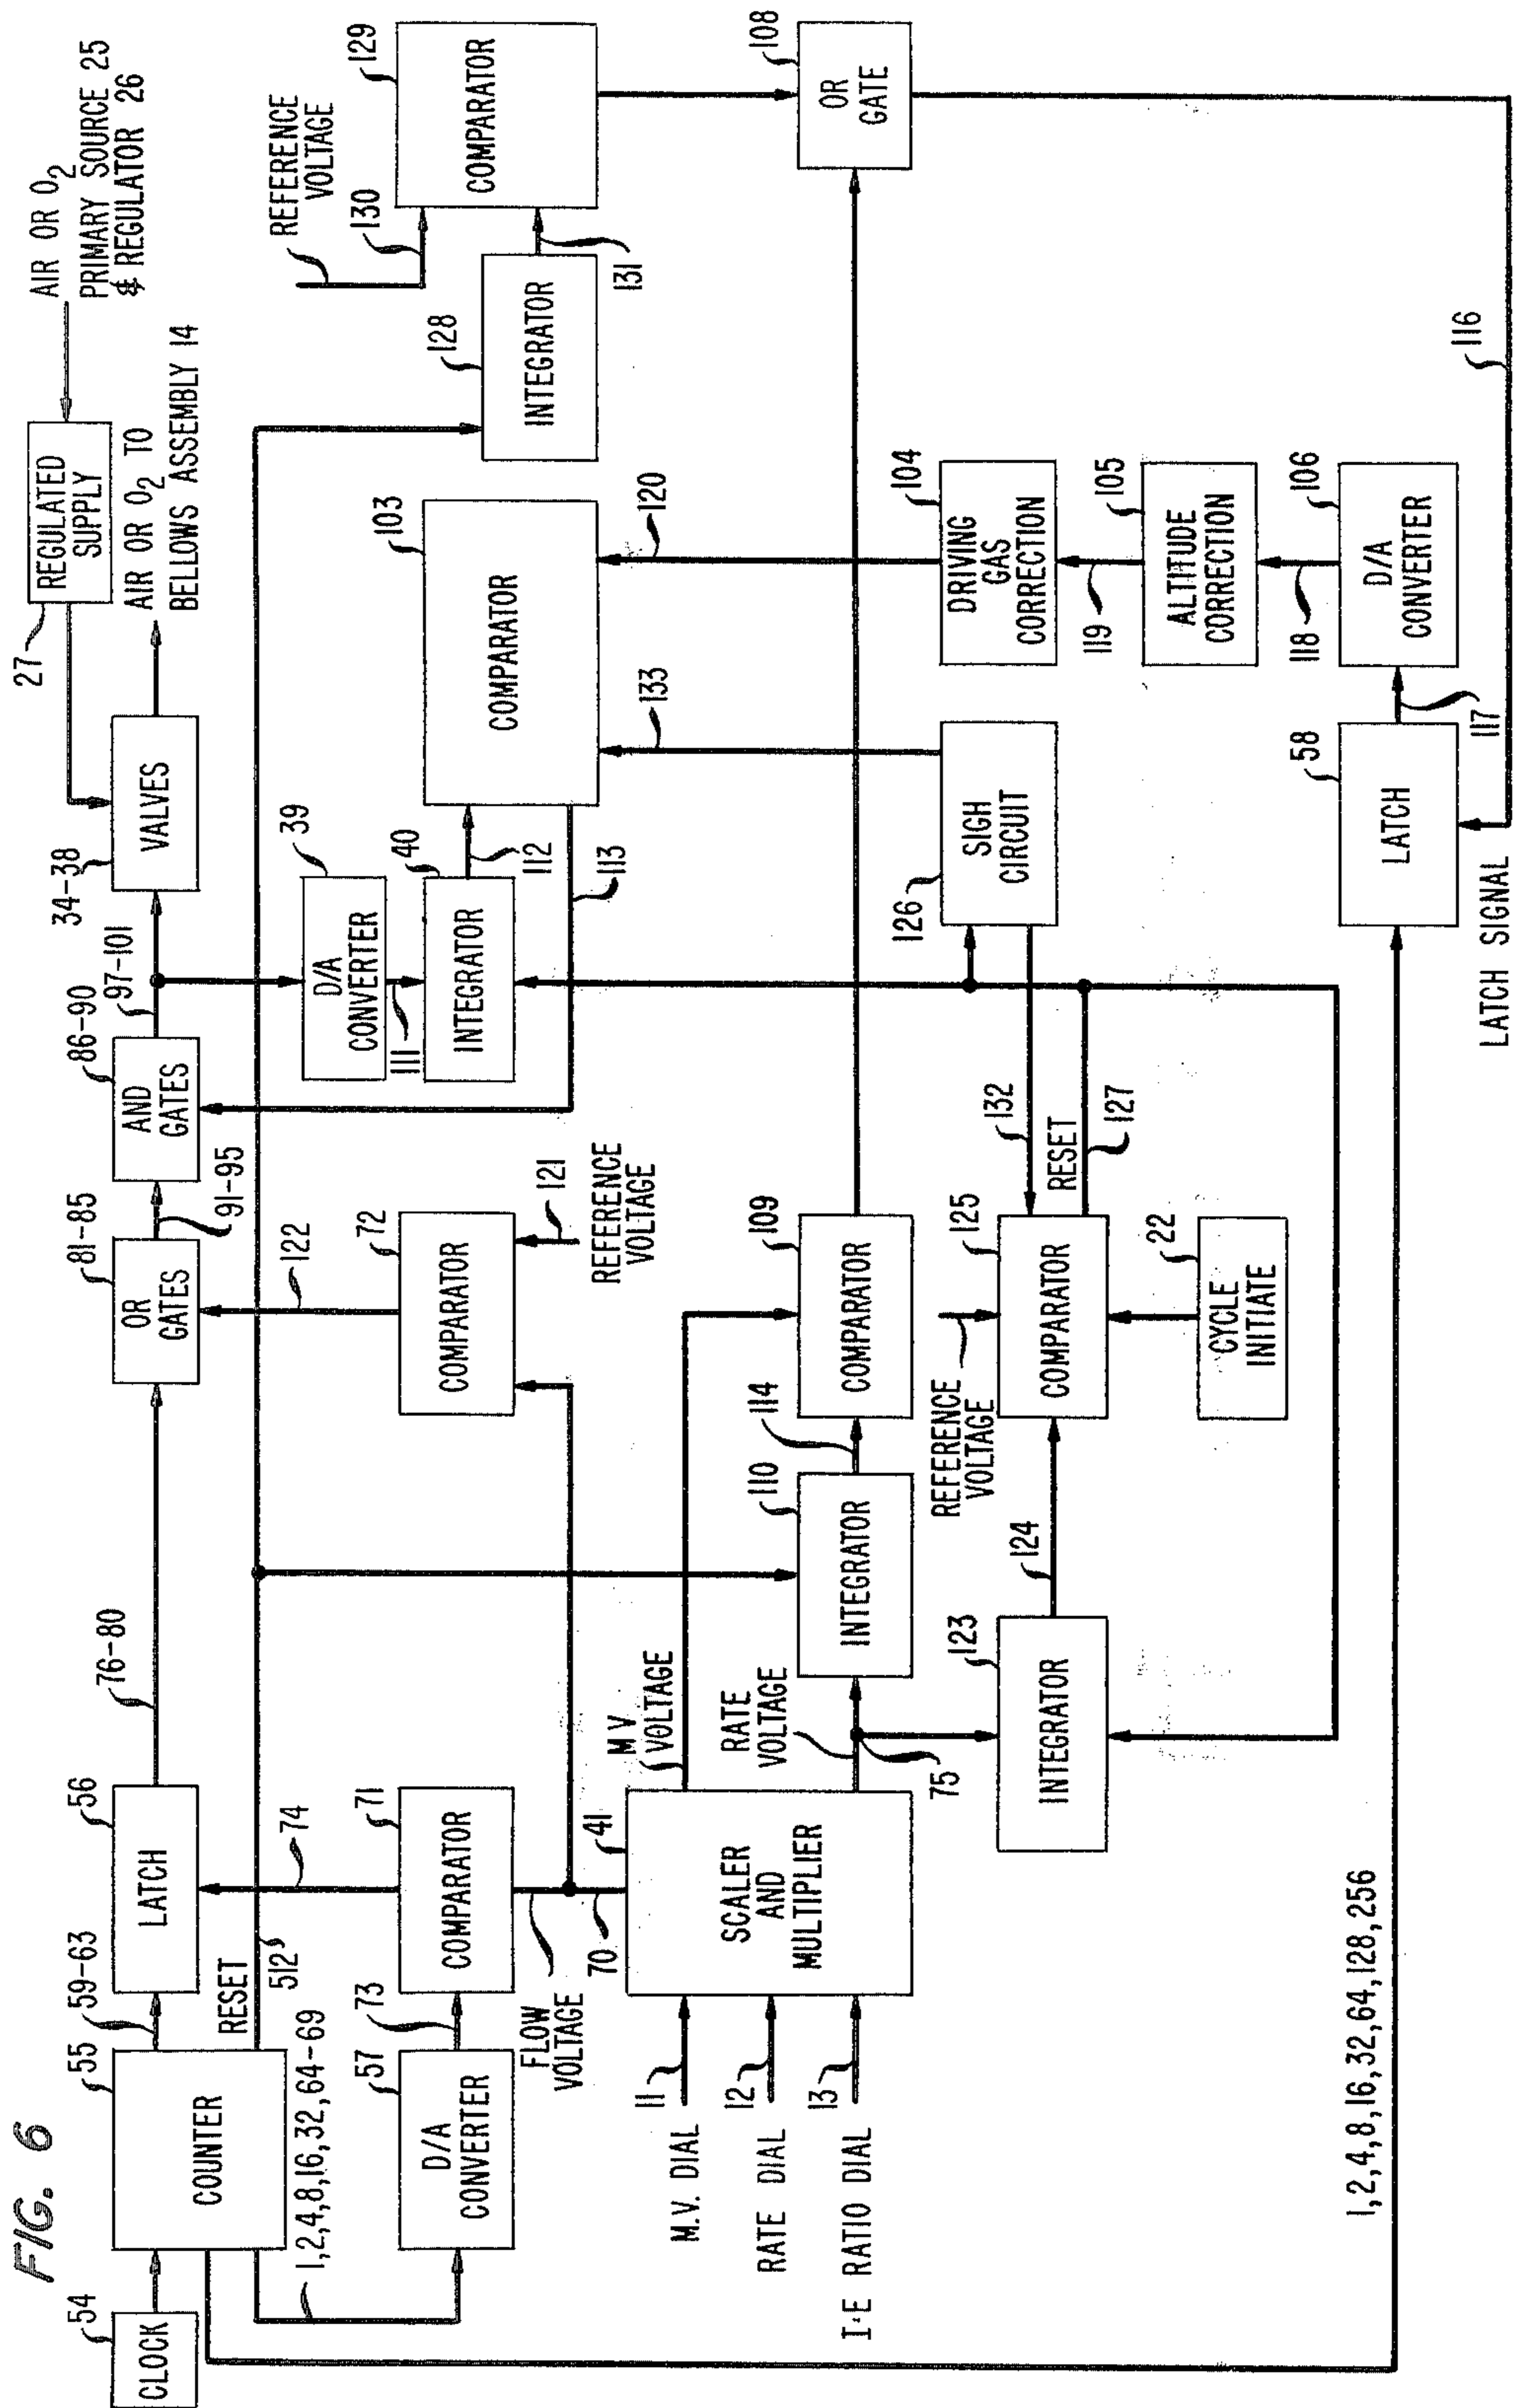 FIG. 6
AIR OR O2
PRIMARY SOURCE 25
& REGULATOR 26
27
REGULATED
SUPPLY
AIR OR O2 TO
BELLOWS ASSEMBLY 14
54
CLOCK
55
COUNTER
59-63
56
LATCH
76-80
81-85
OR
GATES
91-95
86-90
AND
GATES
97-101
34-38
VALVES
RESET
512
1,2,4,8,16,32,64-69
74
122
57
D/A
CONVERTER
73
71
COMPARATOR
72
COMPARATOR
121
REFERENCE
VOLTAGE
39
D/A
CONVERTER
111
40
INTEGRATOR
112
113
103
COMPARATOR
128
INTEGRATOR
131
REFERENCE
VOLTAGE
130
129
COMPARATOR
FLOW
VOLTAGE
70
41
SCALER
AND
MULTIPLIER
11
M.V. DIAL
12
RATE DIAL
13
I:E RATIO DIAL
MV
VOLTAGE
RATE
VOLTAGE
75
110
INTEGRATOR
114
109
COMPARATOR
108
OR
GATE
133
120
123
INTEGRATOR
124
REFERENCE
VOLTAGE
125
COMPARATOR
132
RESET
127
22
CYCLE
INITIATE
126
SIGH
CIRCUIT
104
DRIVING
GAS
CORRECTION
119
105
ALTITUDE
CORRECTION
118
106
D/A
CONVERTER
117
58
LATCH
116
LATCH SIGNAL
1,2,4,8,16,32,64,128,256